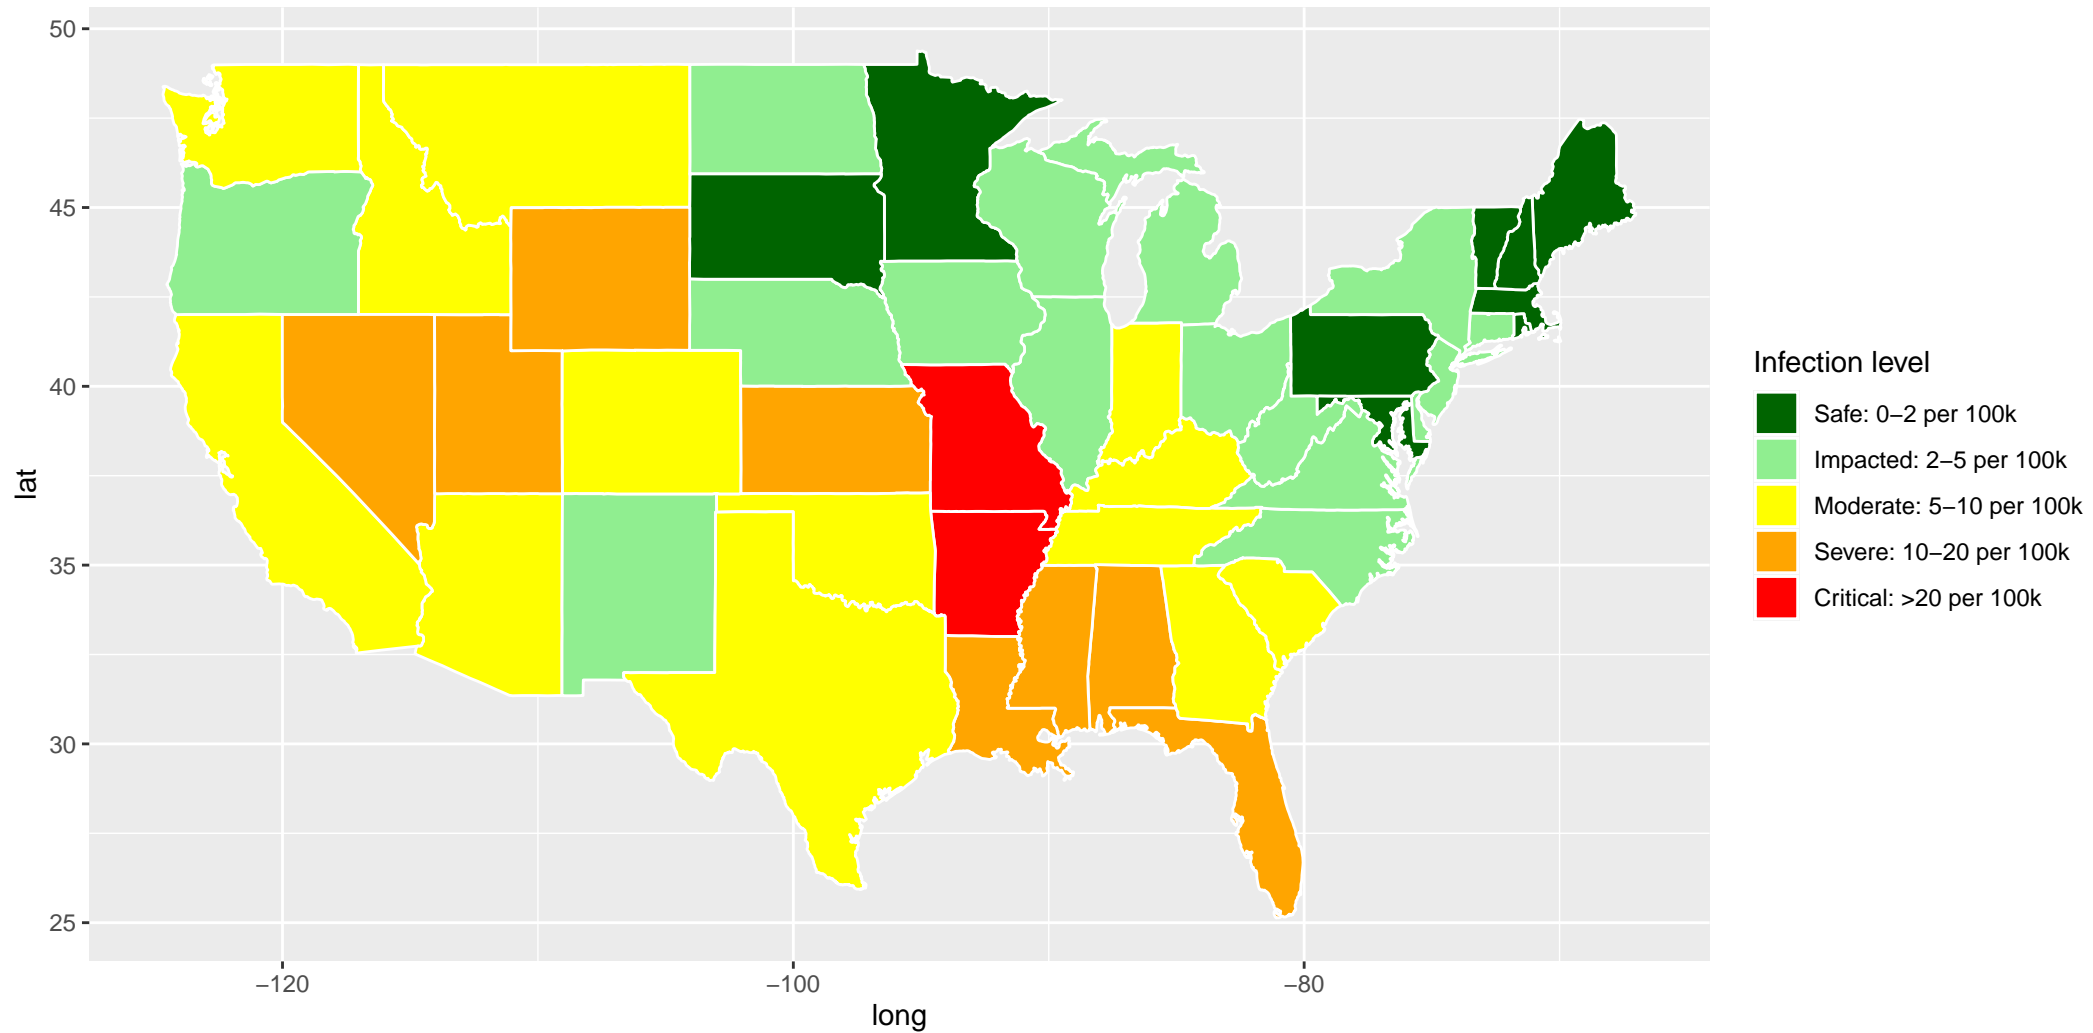 50
45
40
35
30
25
lat
−120
−100
−80
long
Infection level
Safe: 0−2 per 100k
Impacted: 2−5 per 100k
Moderate: 5−10 per 100k
Severe: 10−20 per 100k
Critical: >20 per 100k